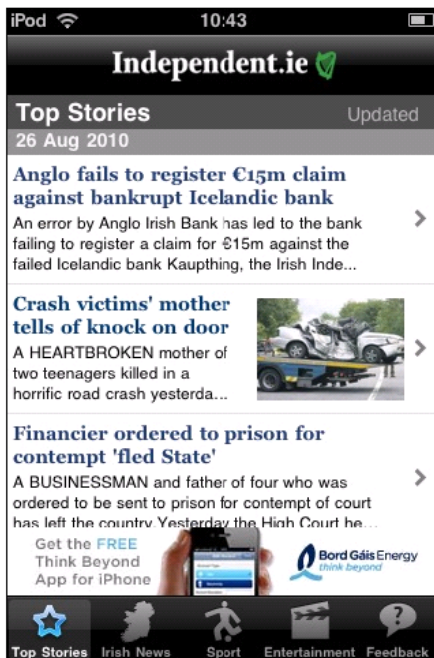 iPod 10:43
Independent.ie
Top Stories Updated
26 Aug 2010
Anglo fails to register €15m claim
against bankrupt Icelandic bank
An error by Anglo Irish Bank has led to the bank
failing to register a claim for €15m against the
failed Icelandic bank Kaupthing, the Irish Inde...
Crash victims' mother
tells of knock on door
A HEARTBROKEN mother of
two teenagers killed in a
horrific road crash yesterda...
Financier ordered to prison for
contempt 'fled State'
A BUSINESSMAN and father of four who was
ordered to be sent to prison for contempt of court
has left the country.Yesterday the High Court he...
Get the FREE
Think Beyond
App for iPhone
Bord Gáis Energy
think beyond
Top Stories Irish News Sport Entertainment Feedback